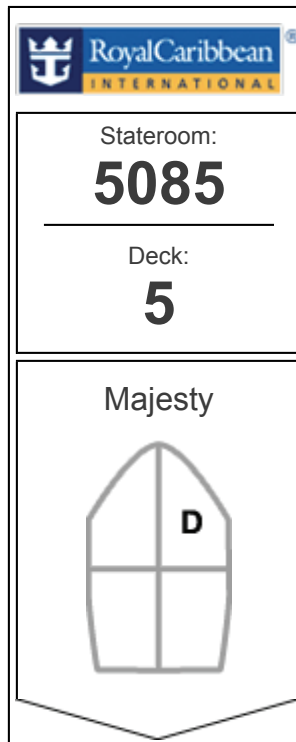 RoyalCaribbean ®
INTERNATIONAL
Stateroom:
5085
Deck:
5
Majesty
D